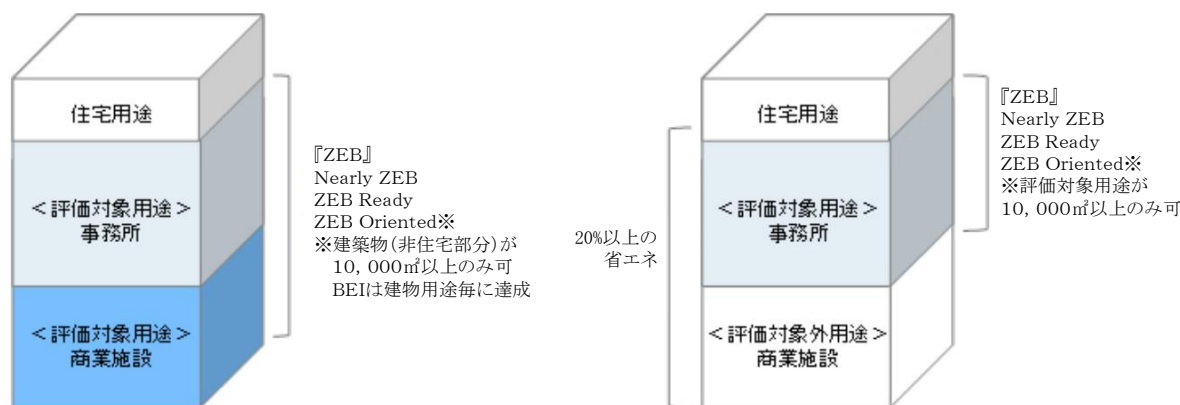 住宅用途
<評価対象用途>
事務所
<評価対象用途>
商業施設
『ZEB』
Nearly ZEB
ZEB Ready
ZEB Oriented※
※建築物(非住宅部分)が
10, 000㎡以上のみ可
BEIは建物用途毎に達成
20%以上の
省エネ
住宅用途
<評価対象用途>
事務所
<評価対象外用途>
商業施設
『ZEB』
Nearly ZEB
ZEB Ready
ZEB Oriented※
※評価対象用途が
10, 000㎡以上のみ可